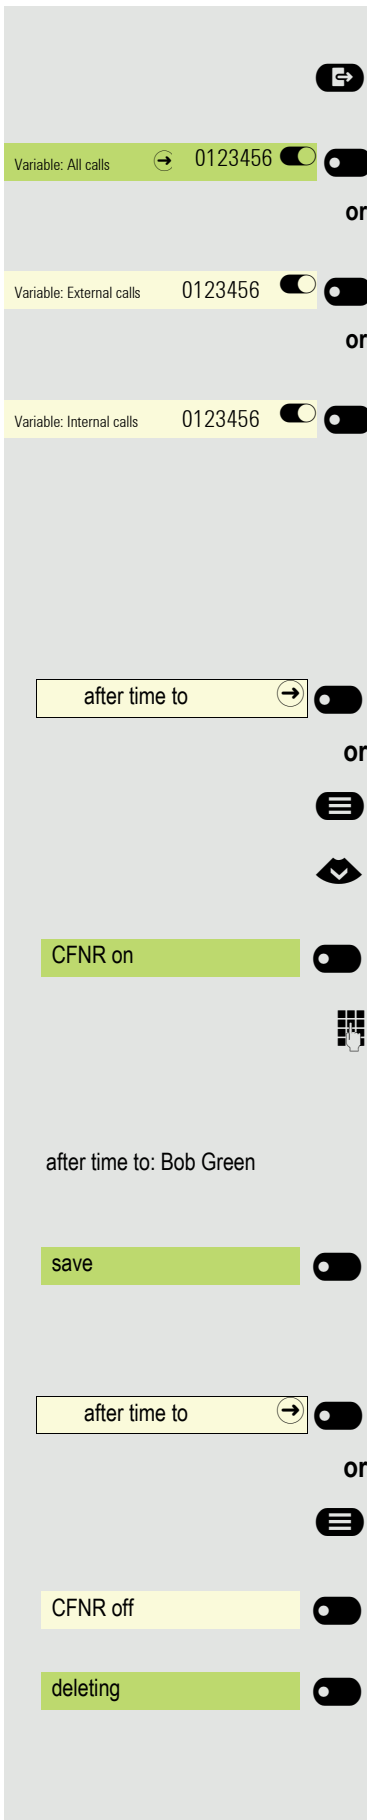 Variable: All calls 0123456
or
Variable: External calls 0123456
or
Variable: Internal calls 0123456
after time to
or
CFNR on
after time to: Bob Green
save
after time to
or
CFNR off
deleting